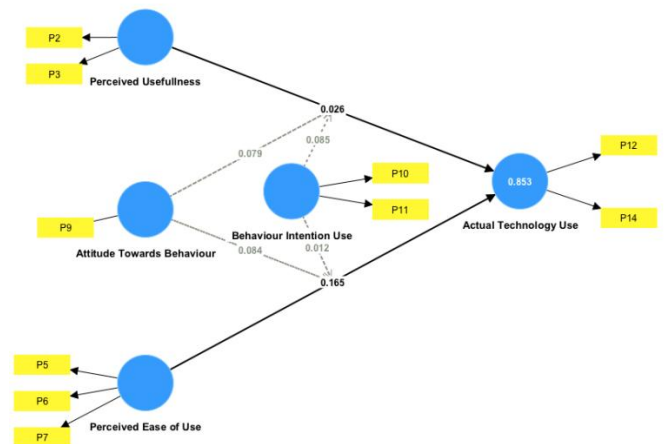 P2
P3
Perceived Usefullness
0.026
0.079
0.085
P10
P11
P9
Attitude Towards Behaviour
Behaviour Intention Use
0.084
0.012
0.165
P12
0.853
P14
Actual Technology Use
P5
P6
P7
Perceived Ease of Use